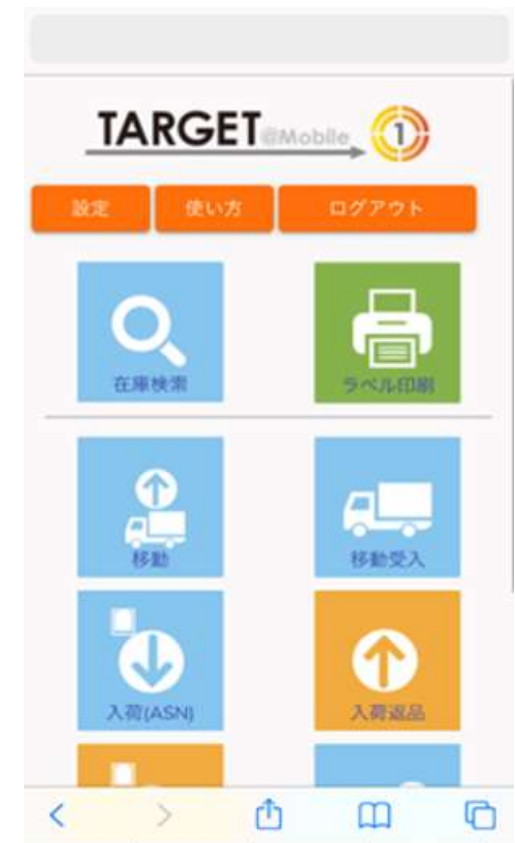 TARGET@Mobile 1
設定 使い方 ログアウト
在庫検索 ラベル印刷
移動 移動受入
入荷(ASN) 入荷返品